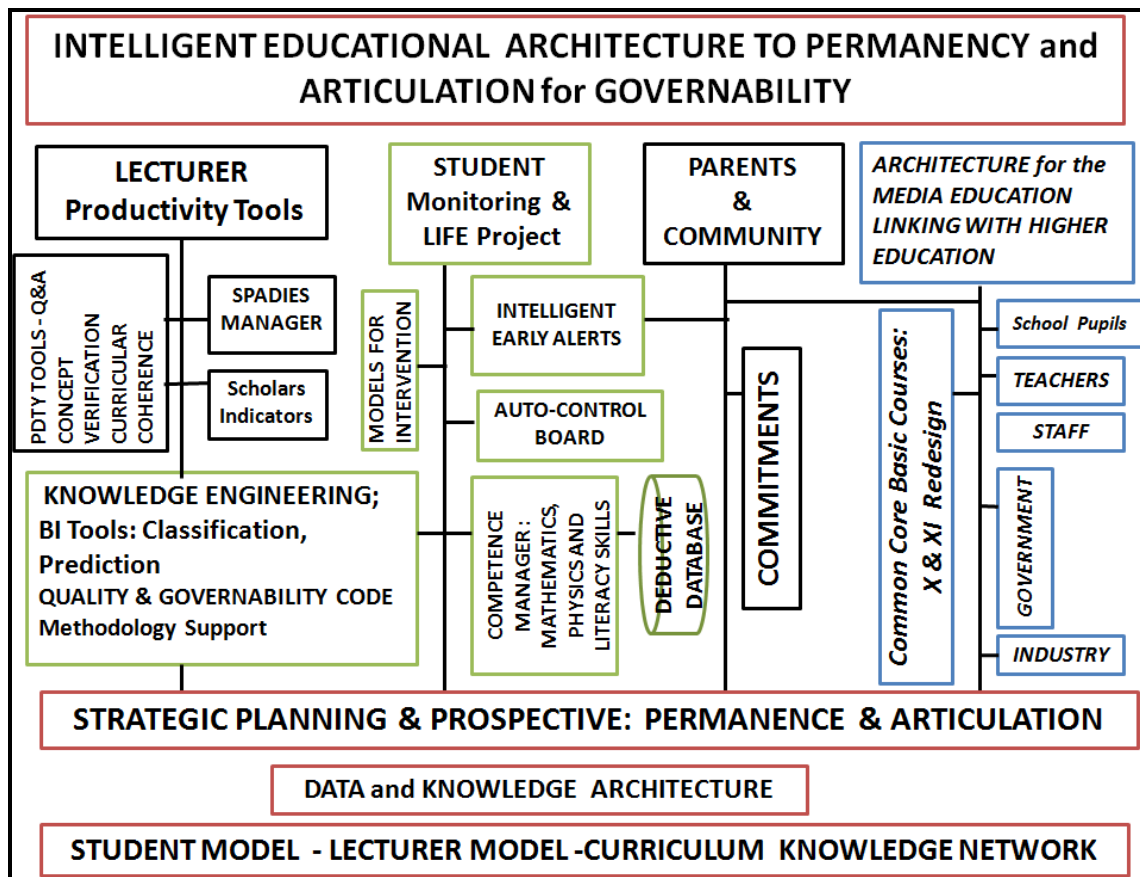 INTELLIGENT EDUCATIONAL ARCHITECTURE TO PERMANENCY and
ARTICULATION for GOVERNABILITY
LECTURER
Productivity Tools
STUDENT
Monitoring &
LIFE Project
PARENTS
&
COMMUNITY
ARCHITECTURE for the
MEDIA EDUCATION
LINKING WITH HIGHER
EDUCATION
PDTY TOOLS - Q&A
CONCEPT
VERIFICATION
CURRICULAR
COHERENCE
SPADIES
MANAGER
Scholars
Indicators
MODELS FOR
INTERVENTION
INTELLIGENT
EARLY ALERTS
AUTO-CONTROL
BOARD
COMMITMENTS
Common Core Basic Courses:
X & XI Redesign
School Pupils
TEACHERS
STAFF
GOVERNMENT
INDUSTRY
KNOWLEDGE ENGINEERING;
BI Tools: Classification,
Prediction
QUALITY & GOVERNABILITY CODE
Methodology Support
COMPETENCE
MANAGER :
MATHEMATICS,
PHYSICS AND
LITERACY SKILLS
DEDUCTIVE
DATABASE
STRATEGIC PLANNING & PROSPECTIVE: PERMANENCE & ARTICULATION
DATA and KNOWLEDGE ARCHITECTURE
STUDENT MODEL - LECTURER MODEL -CURRICULUM KNOWLEDGE NETWORK